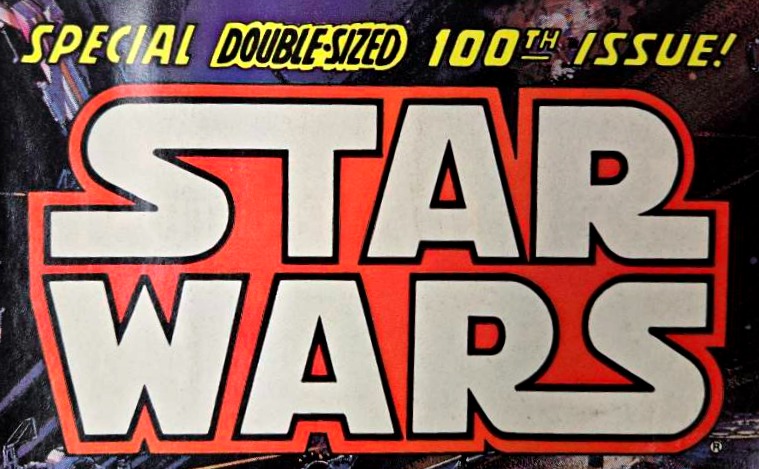 SPECIAL DOUBLE-SIZED 100TH ISSUE!
STAR
WARS
®